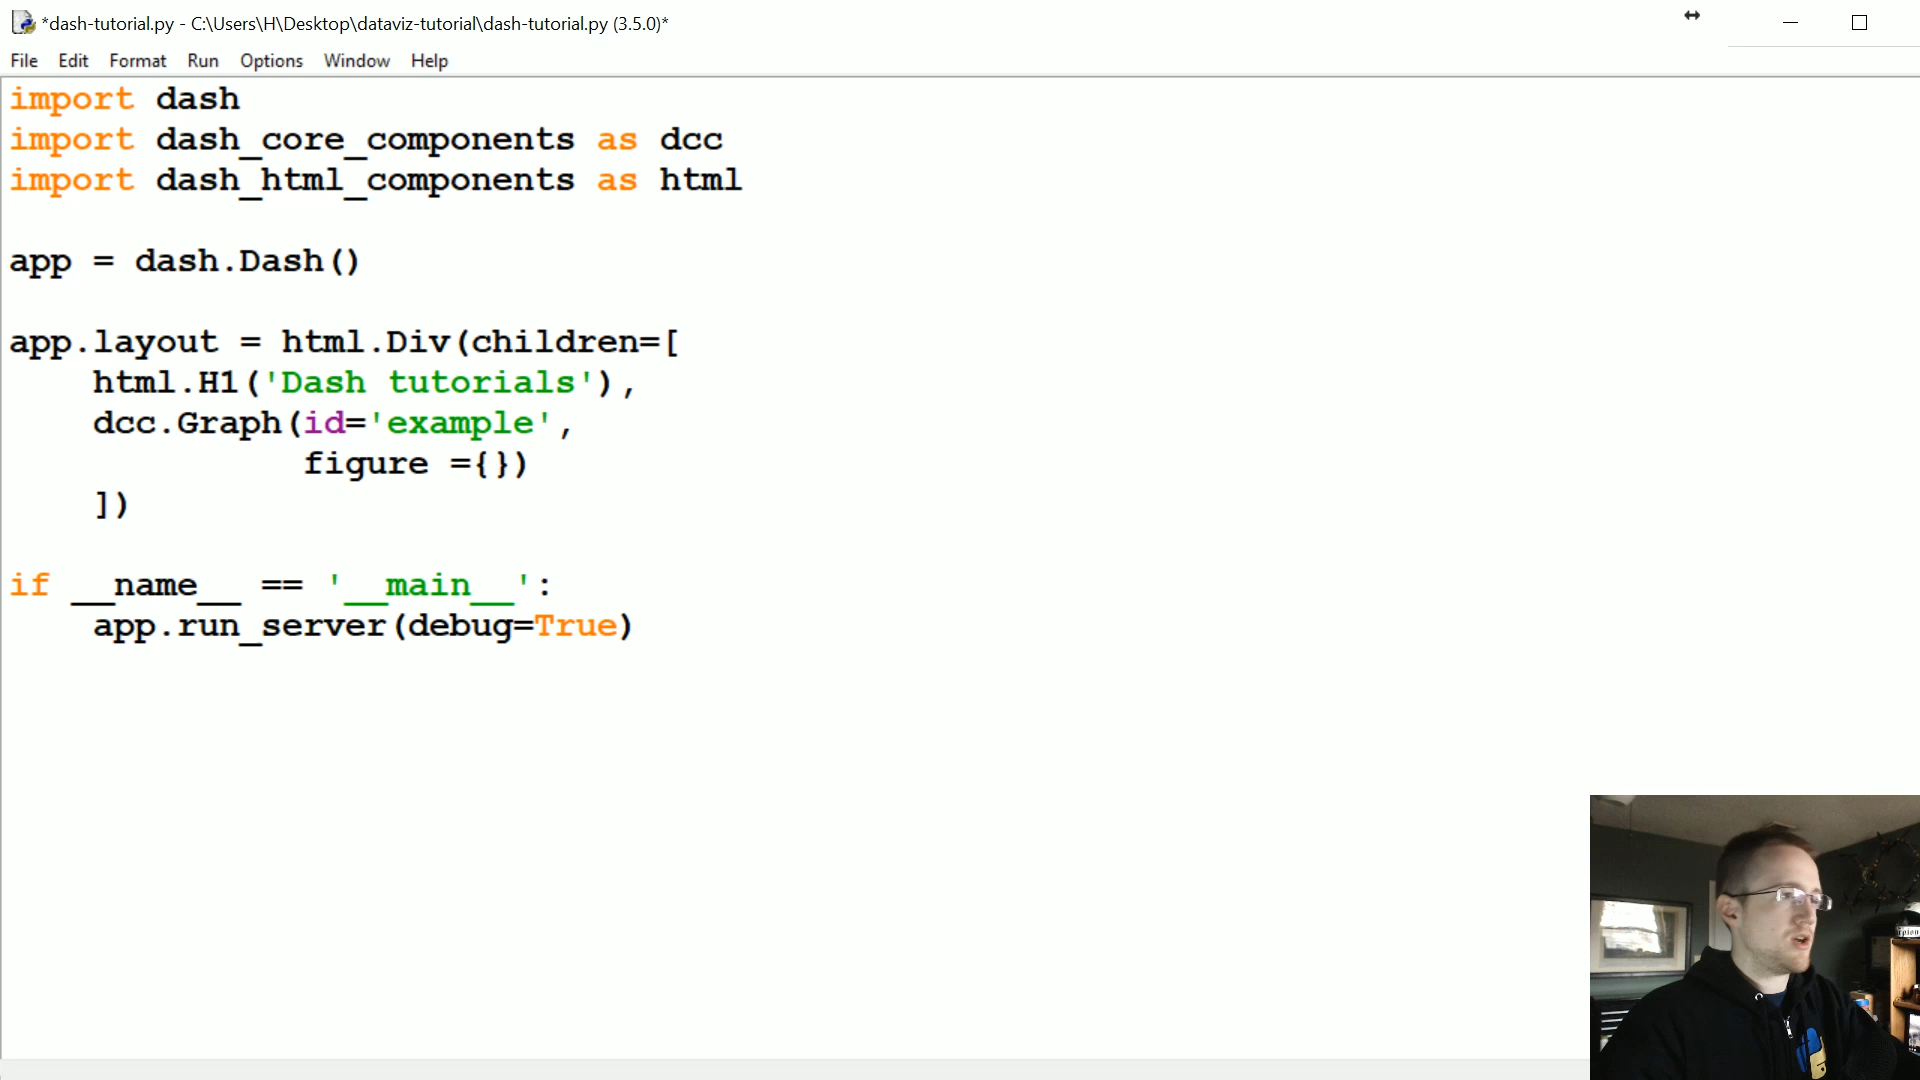 *dash-tutorial.py - C:\Users\H\Desktop\dataviz-tutorial\dash-tutorial.py (3.5.0)*
File Edit Format Run Options Window Help
import dash
import dash_core_components as dcc
import dash_html_components as html
app = dash.Dash()
app.layout = html.Div(children=[
    html.H1('Dash tutorials'),
    dcc.Graph(id='example',
              figure ={})
    ])
if __name__ == '__main__':
    app.run_server(debug=True)